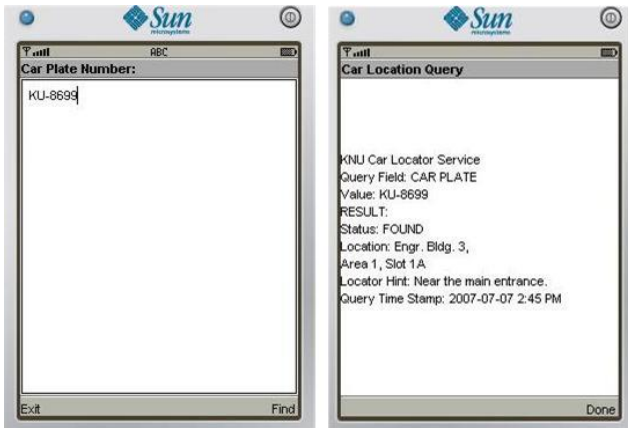 Sun
microsystems
ABC
Car Plate Number:
KU-8699
Exit Find
Sun
microsystems
Car Location Query
KNU Car Locator Service
Query Field: CAR PLATE
Value: KU-8699
RESULT:
Status: FOUND
Location: Engr. Bldg. 3,
Area 1, Slot 1A
Locator Hint: Near the main entrance.
Query Time Stamp: 2007-07-07 2:45 PM
Done